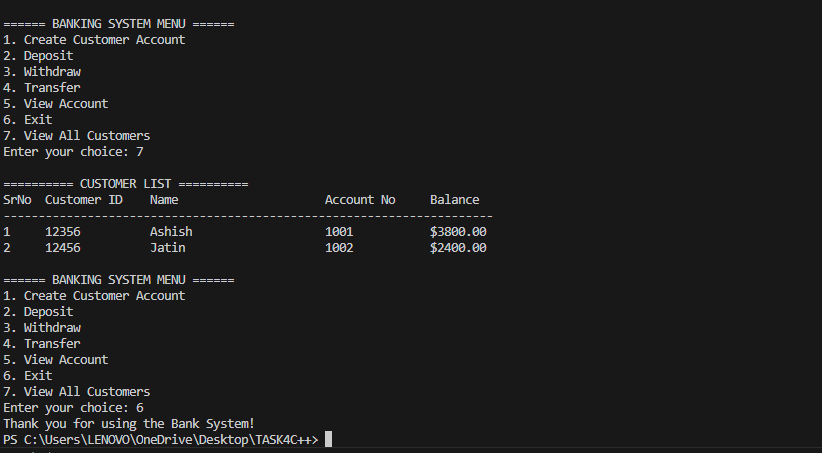 ====== BANKING SYSTEM MENU ======
1. Create Customer Account
2. Deposit
3. Withdraw
4. Transfer
5. View Account
6. Exit
7. View All Customers
Enter your choice: 7
========== CUSTOMER LIST ==========
SrNo  Customer ID    Name                     Account No     Balance
----------------------------------------------------------------------
1     12356          Ashish                   1001           $3800.00
2     12456          Jatin                    1002           $2400.00
====== BANKING SYSTEM MENU ======
1. Create Customer Account
2. Deposit
3. Withdraw
4. Transfer
5. View Account
6. Exit
7. View All Customers
Enter your choice: 6
Thank you for using the Bank System!
PS C:\Users\LENOVO\OneDrive\Desktop\TASK4C++>